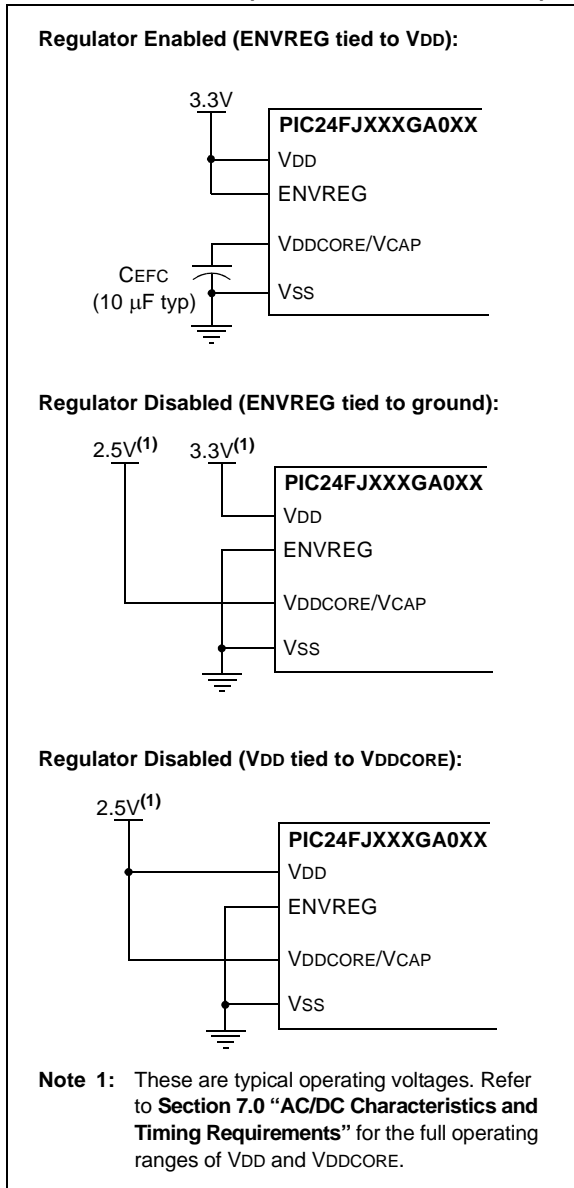 Regulator Enabled (ENVREG tied to VDD):
3.3V
PIC24FJXXXGA0XX
VDD
ENVREG
VDDCORE/VCAP
CEFC
(10 μF typ)
VSS
Regulator Disabled (ENVREG tied to ground):
2.5V(1) 3.3V(1)
PIC24FJXXXGA0XX
VDD
ENVREG
VDDCORE/VCAP
VSS
Regulator Disabled (VDD tied to VDDCORE):
2.5V(1)
PIC24FJXXXGA0XX
VDD
ENVREG
VDDCORE/VCAP
VSS
Note 1: These are typical operating voltages. Refer
to Section 7.0 “AC/DC Characteristics and
Timing Requirements” for the full operating
ranges of VDD and VDDCORE.